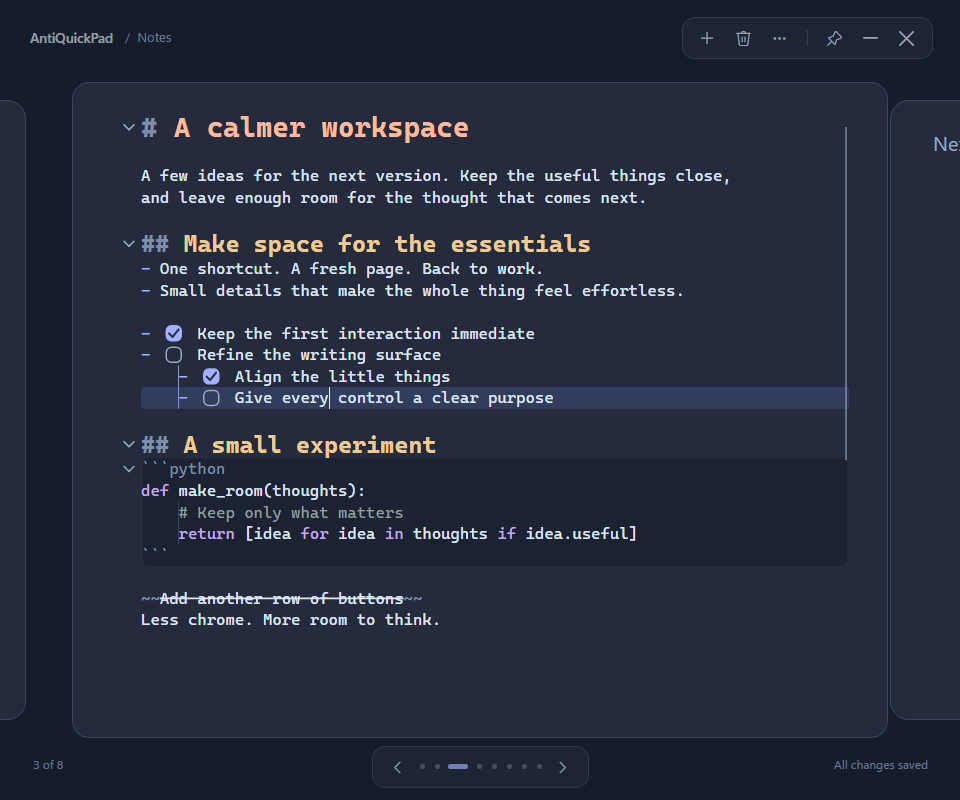 AntiQuickPad / Notes
# A calmer workspace
Nex
A few ideas for the next version. Keep the useful things close,
and leave enough room for the thought that comes next.
## Make space for the essentials
- One shortcut. A fresh page. Back to work.
- Small details that make the whole thing feel effortless.
- Keep the first interaction immediate
- Refine the writing surface
- Align the little things
- Give every control a clear purpose
## A small experiment
```python
def make_room(thoughts):
# Keep only what matters
return [idea for idea in thoughts if idea.useful]
```
~~Add another row of buttons~~
Less chrome. More room to think.
3 of 8
All changes saved